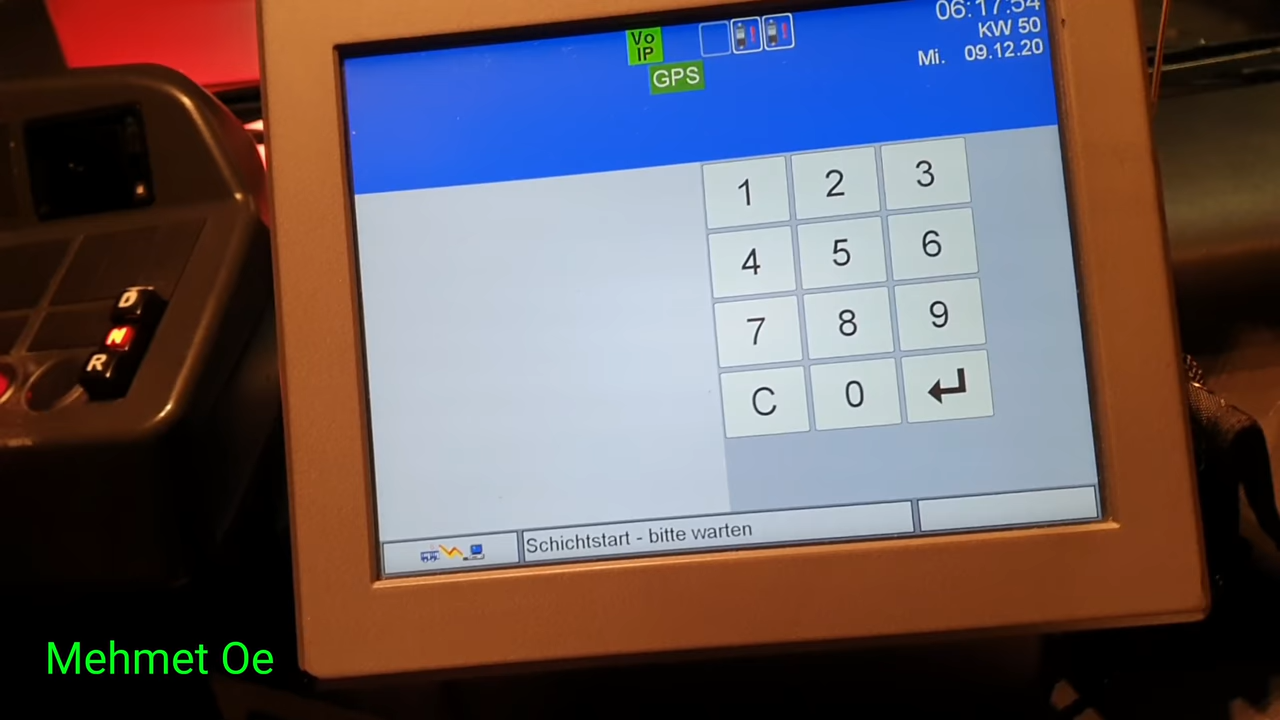 06:17:54
KW 50
Mi. 09.12.20
Vo
IP
GPS
1 2 3
4 5 6
7 8 9
C 0
Schichtstart - bitte warten
D
N
R
Mehmet Oe